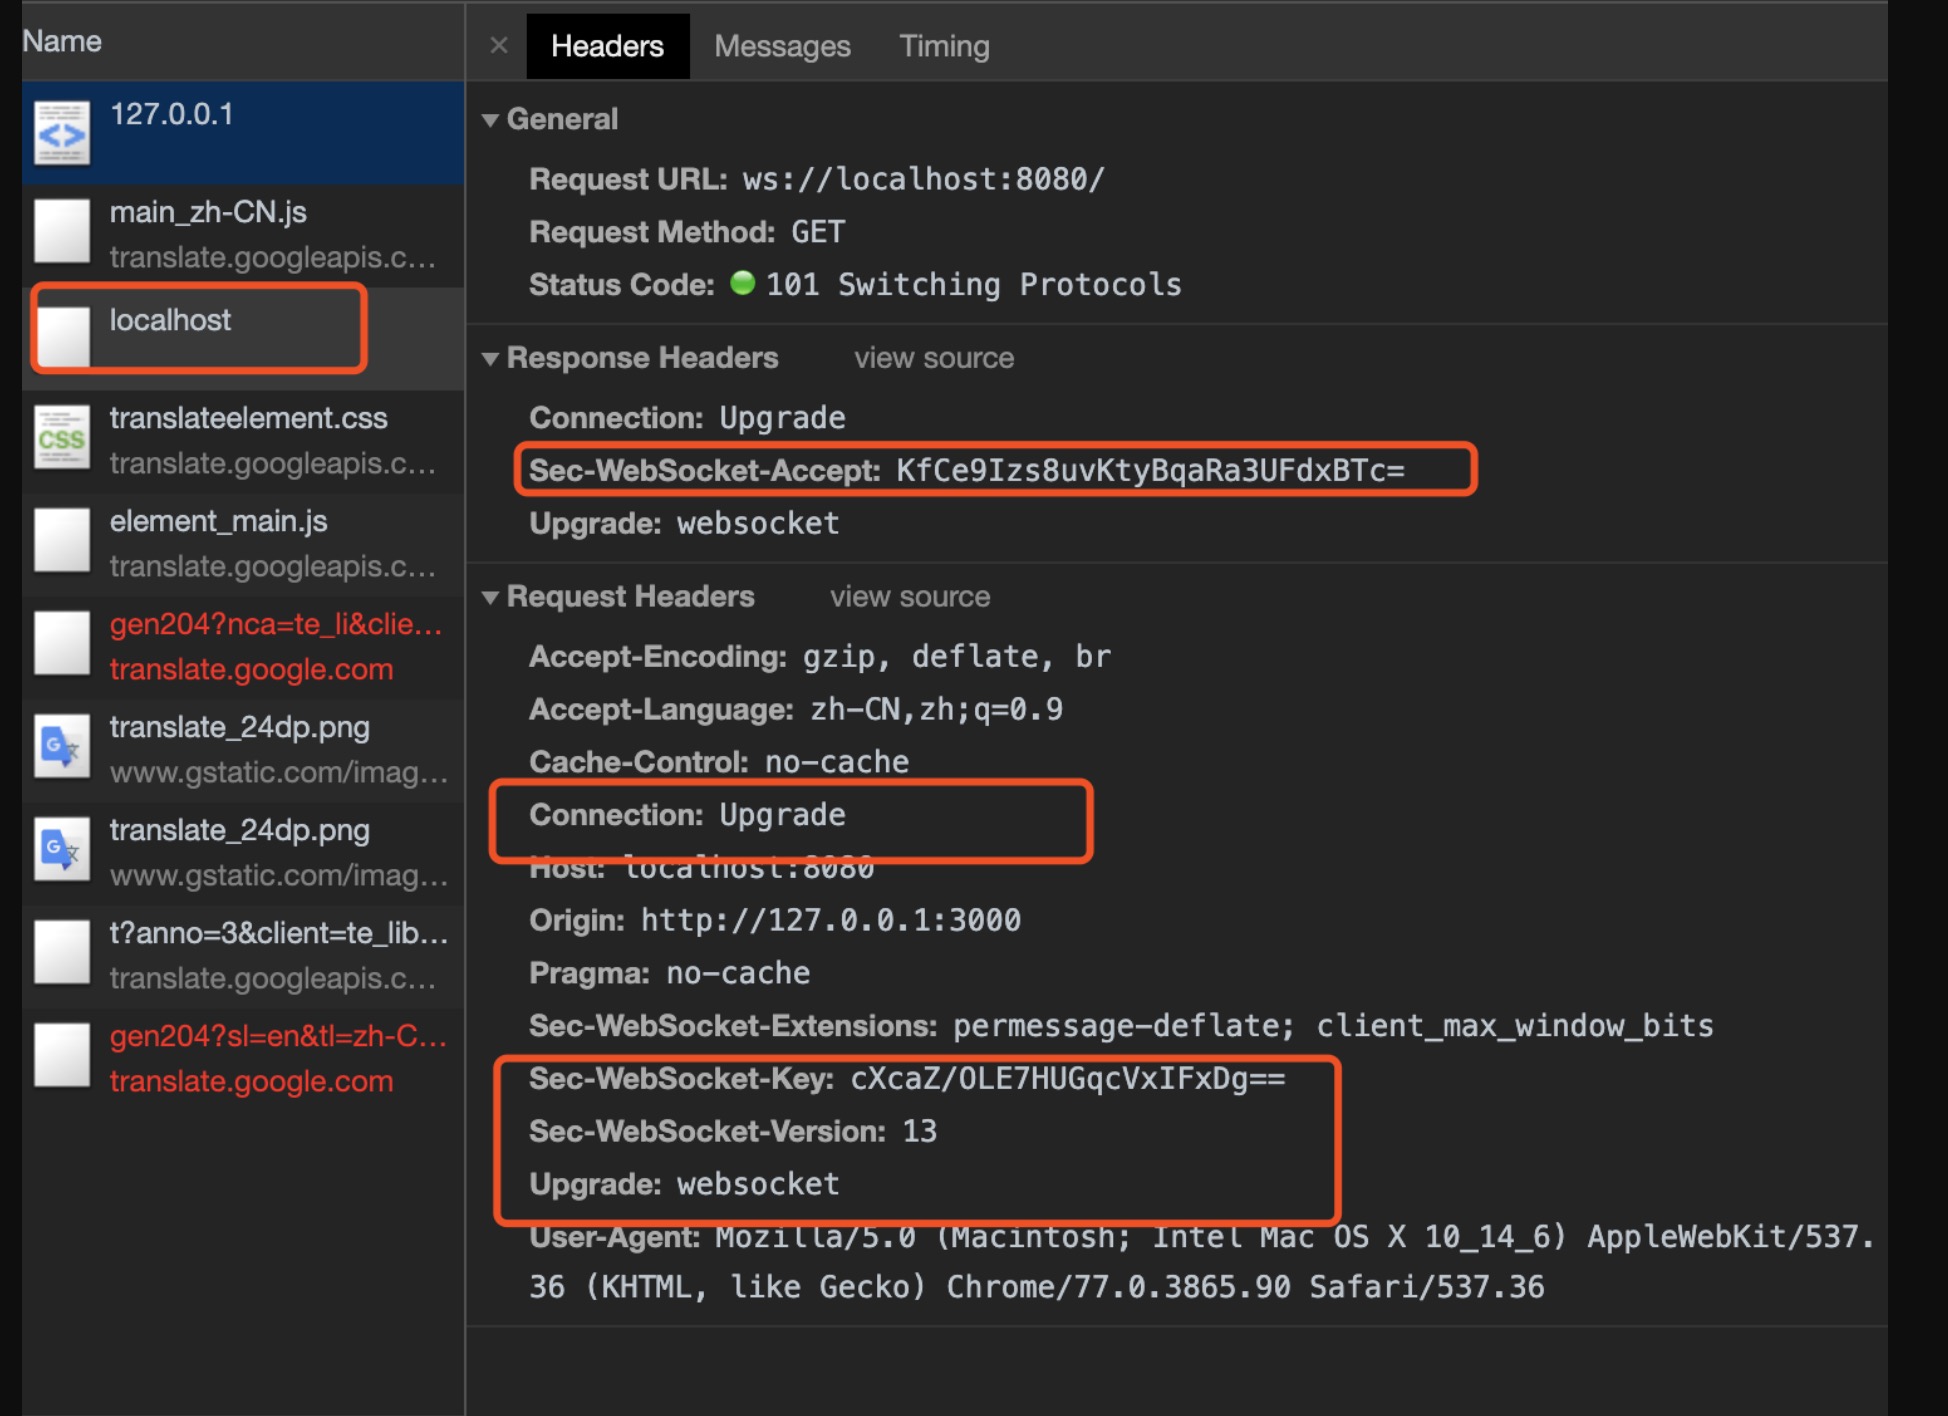 Name
127.0.0.1
main_zh-CN.js
translate.googleapis.c...
localhost
translateelement.css
translate.googleapis.c...
element_main.js
translate.googleapis.c...
gen204?nca=te_li&clie...
translate.google.com
translate_24dp.png
www.gstatic.com/imag...
translate_24dp.png
www.gstatic.com/imag...
t?anno=3&client=te_lib...
translate.googleapis.c...
gen204?sl=en&tl=zh-C...
translate.google.com
× Headers Messages Timing
General
Request URL: ws://localhost:8080/
Request Method: GET
Status Code: 101 Switching Protocols
Response Headers view source
Connection: Upgrade
Sec-WebSocket-Accept: KfCe9Izs8uvKtyBqaRa3UFdxBTc=
Upgrade: websocket
Request Headers view source
Accept-Encoding: gzip, deflate, br
Accept-Language: zh-CN,zh;q=0.9
Cache-Control: no-cache
Connection: Upgrade
Host: localhost:8080
Origin: http://127.0.0.1:3000
Pragma: no-cache
Sec-WebSocket-Extensions: permessage-deflate; client_max_window_bits
Sec-WebSocket-Key: cXcaZ/OLE7HUGqcVxIFxDg==
Sec-WebSocket-Version: 13
Upgrade: websocket
User-Agent: Mozilla/5.0 (Macintosh; Intel Mac OS X 10_14_6) AppleWebKit/537.
36 (KHTML, like Gecko) Chrome/77.0.3865.90 Safari/537.36